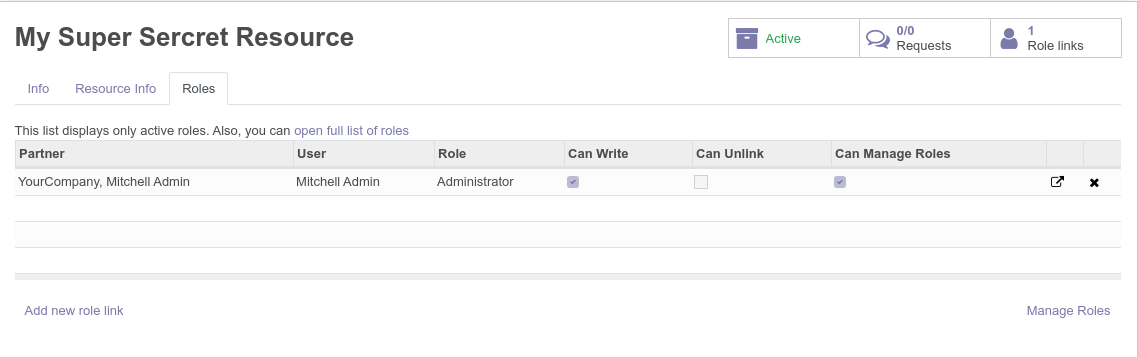 My Super Sercret Resource
Active
0/0
Requests
1
Role links
Info Resource Info Roles
This list displays only active roles. Also, you can open full list of roles
Partner User Role Can Write Can Unlink Can Manage Roles
YourCompany, Mitchell Admin Mitchell Admin Administrator
Add new role link Manage Roles